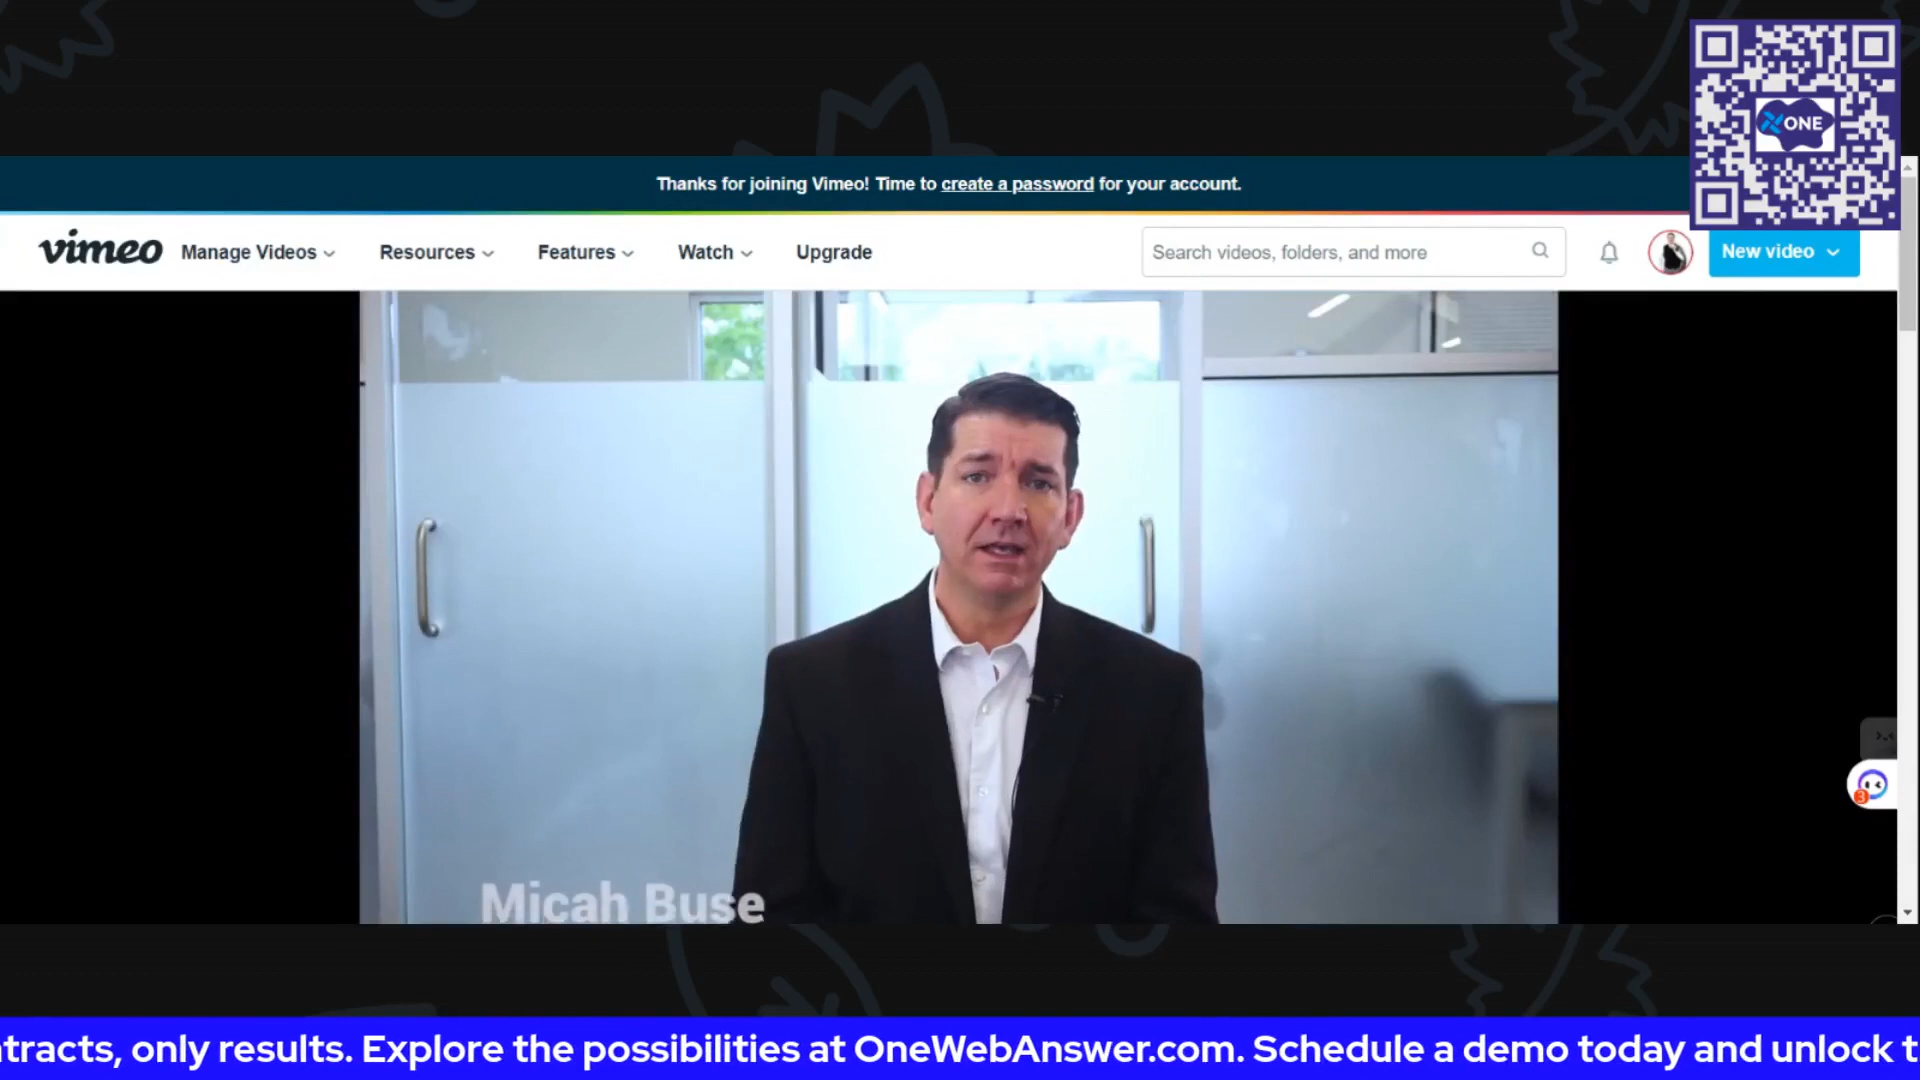 ONE
Thanks for joining Vimeo! Time to create a password for your account.
vimeo Manage Videos Resources Features Watch Upgrade Search videos, folders, and more New video
3
Micah Buse
tracts, only results. Explore the possibilities at OneWebAnswer.com. Schedule a demo today and unlock t